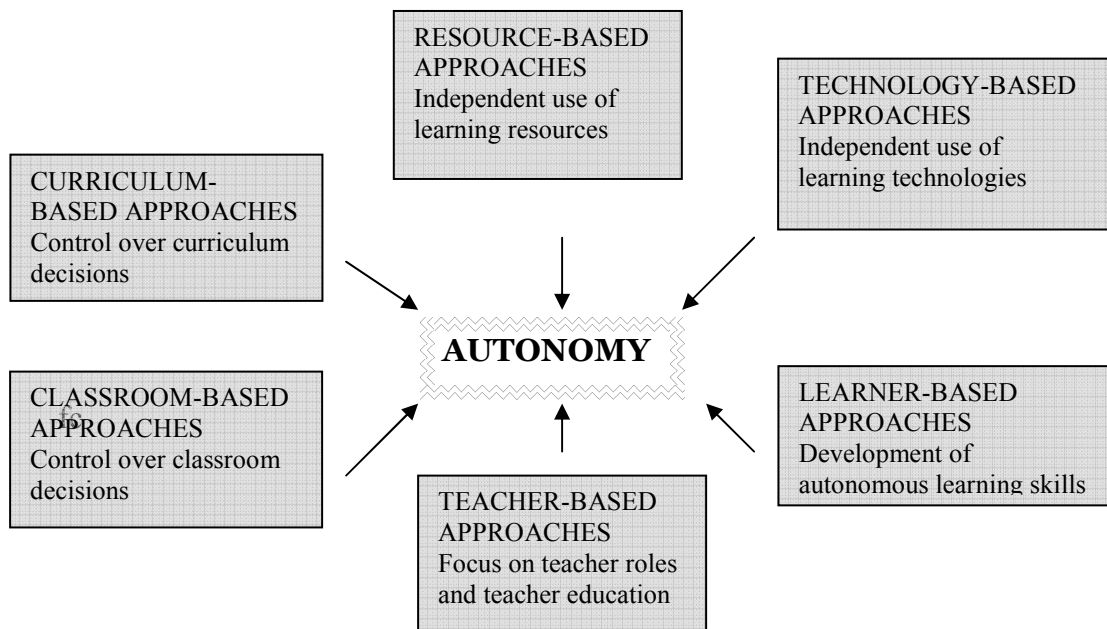 RESOURCE-BASED
APPROACHES
Independent use of
learning resources
TECHNOLOGY-BASED
APPROACHES
Independent use of
learning technologies
CURRICULUM-
BASED APPROACHES
Control over curriculum
decisions
AUTONOMY
CLASSROOM-BASED
fc
APPROACHES
Control over classroom
decisions
LEARNER-BASED
APPROACHES
Development of
autonomous learning skills
TEACHER-BASED
APPROACHES
Focus on teacher roles
and teacher education